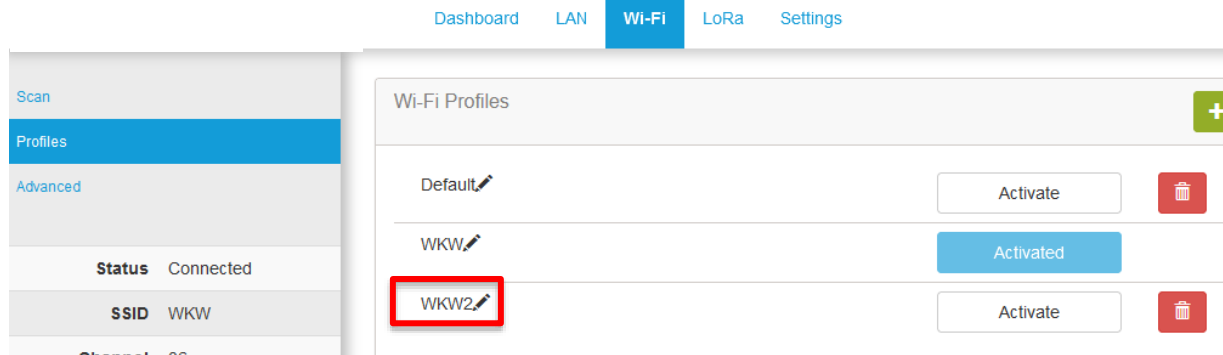 Dashboard LAN Wi-Fi LoRa Settings
Scan
Profiles
Advanced
Status Connected
SSID WKW
Wi-Fi Profiles
Default Activate
WKW Activated
WKW2 Activate